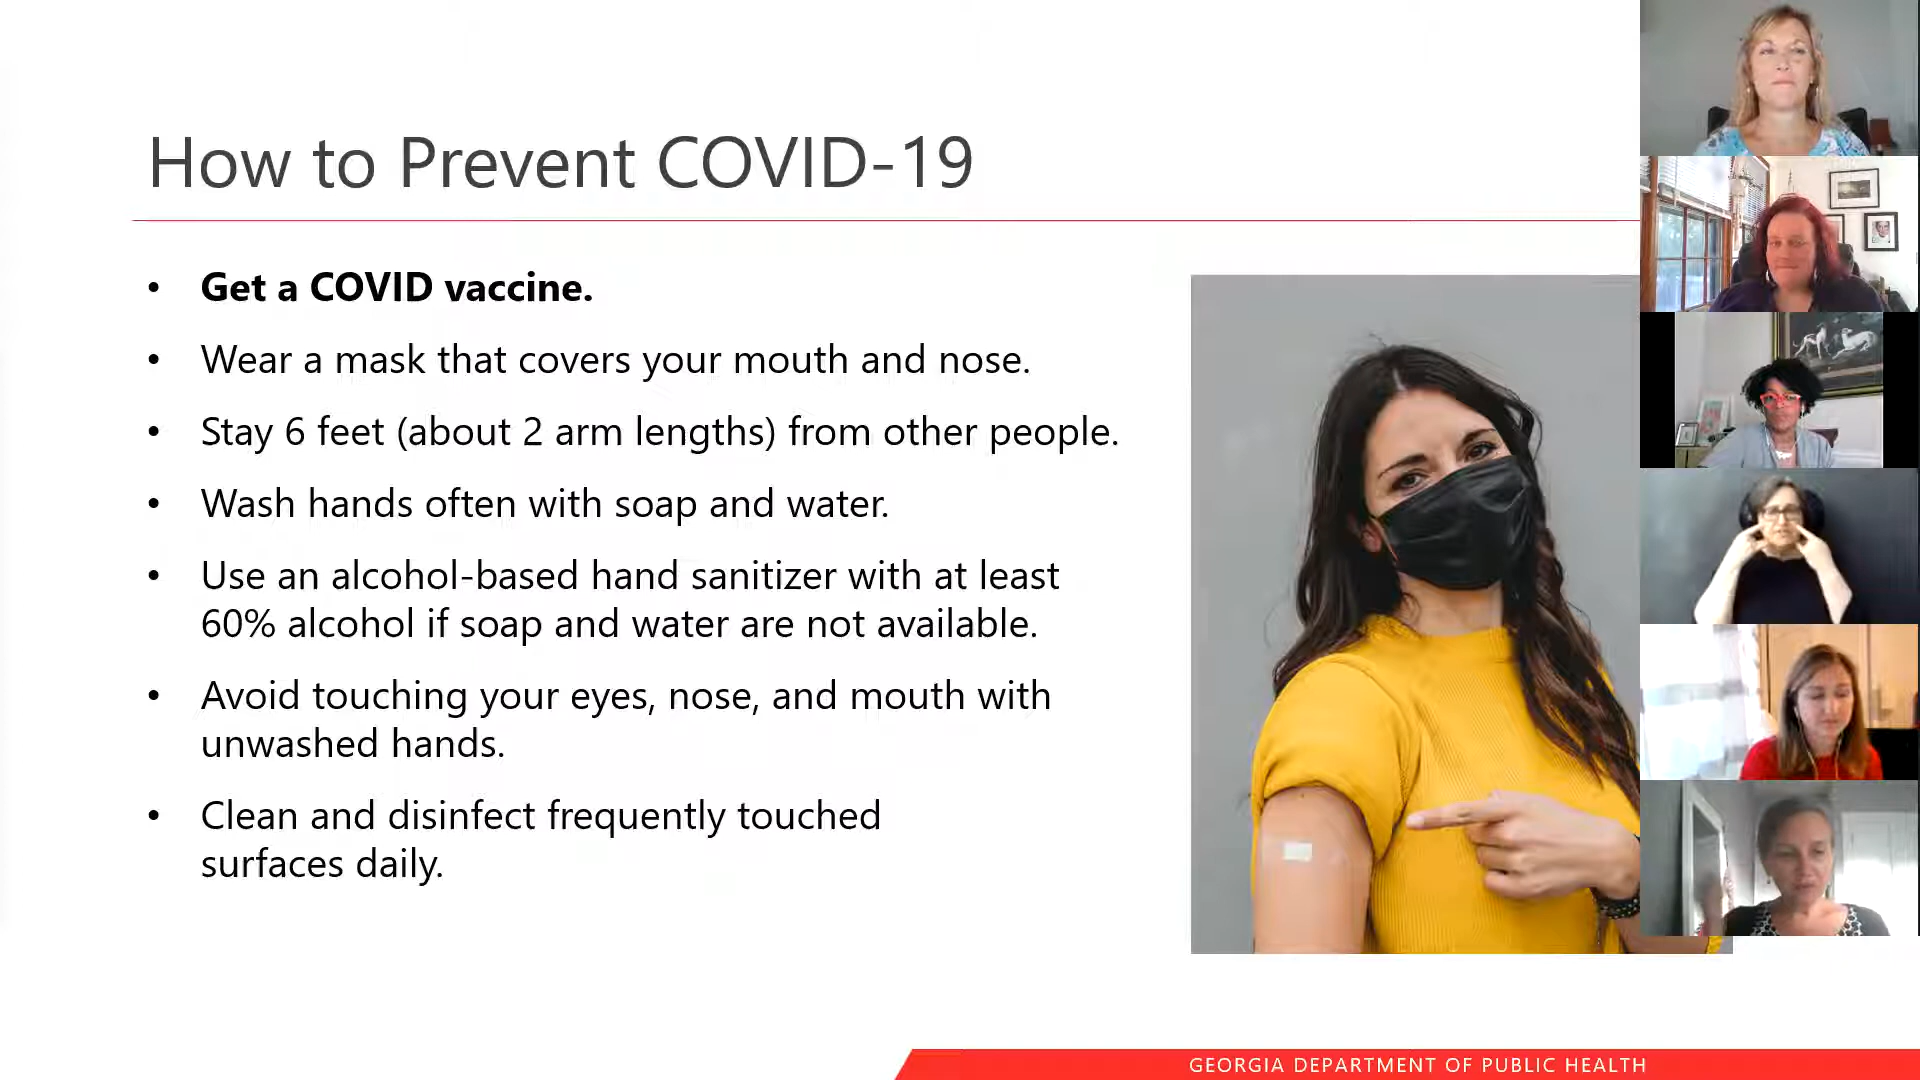 How to Prevent COVID-19
• Get a COVID vaccine.
• Wear a mask that covers your mouth and nose.
• Stay 6 feet (about 2 arm lengths) from other people.
• Wash hands often with soap and water.
• Use an alcohol-based hand sanitizer with at least
60% alcohol if soap and water are not available.
• Avoid touching your eyes, nose, and mouth with
unwashed hands.
• Clean and disinfect frequently touched
surfaces daily.
GEORGIA DEPARTMENT OF PUBLIC HEALTH